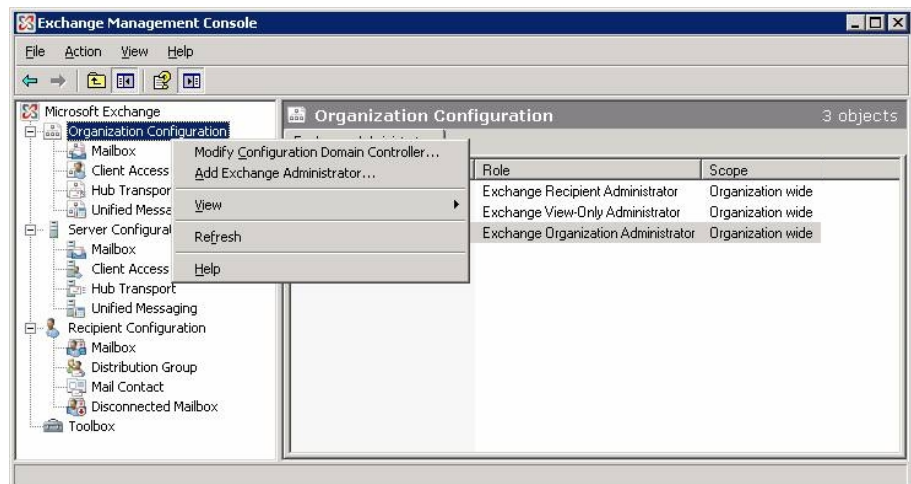 Exchange Management Console
File Action View Help
Microsoft Exchange
Organization Configuration
Mailbox
Client Access
Hub Transpor
Unified Messa
Server Configurat
Mailbox
Client Access
Hub Transport
Unified Messaging
Recipient Configuration
Mailbox
Distribution Group
Mail Contact
Disconnected Mailbox
Toolbox
Modify Configuration Domain Controller...
Add Exchange Administrator...
View
Refresh
Help
Organization Configuration 3 objects
Role Scope
Exchange Recipient Administrator Organization wide
Exchange View-Only Administrator Organization wide
Exchange Organization Administrator Organization wide